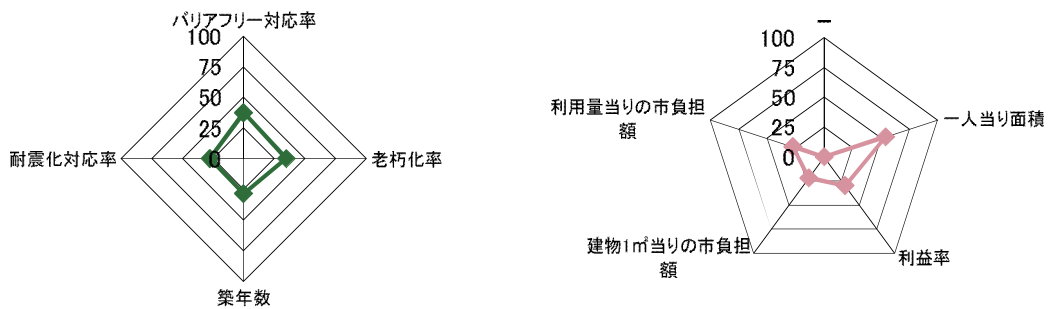 バリアフリー対応率
100
75
50
25
0
耐震化対応率
老朽化率
築年数
－
100
75
50
25
0
利用量当りの市負担
額
一人当り面積
建物1㎡当りの市負担
額
利益率